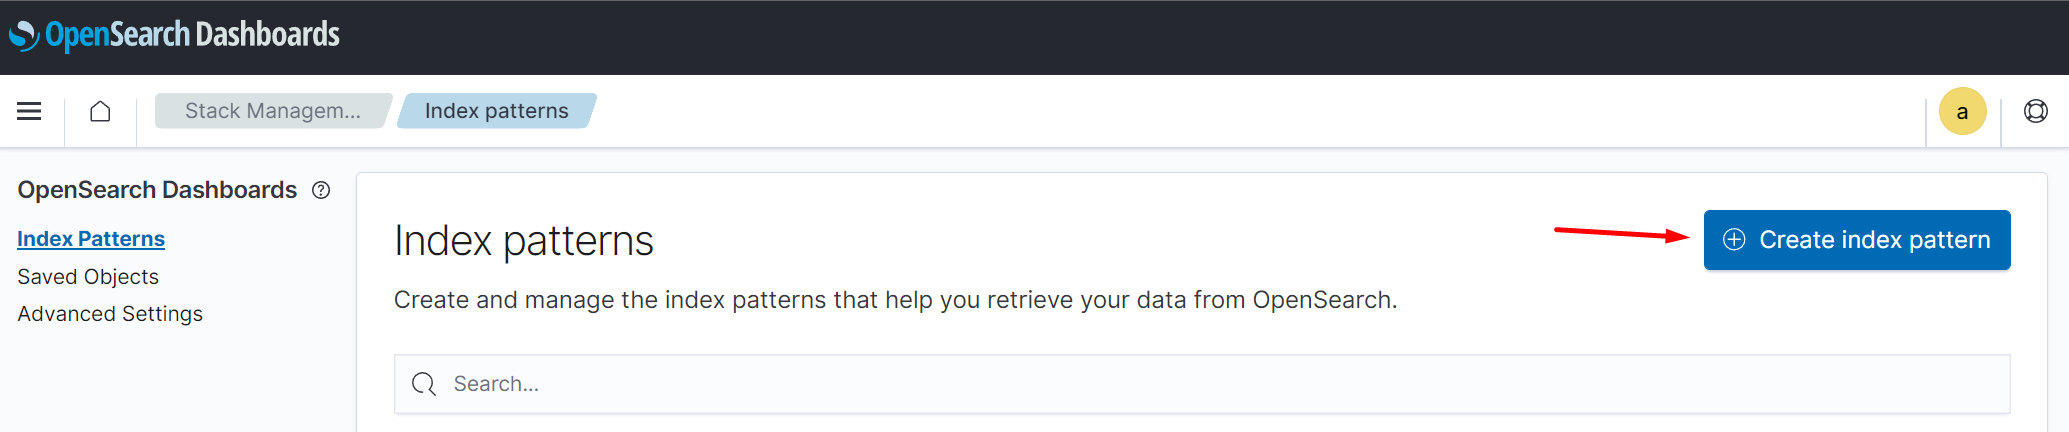 OpenSearch Dashboards
Stack Managem...
Index patterns
a
OpenSearch Dashboards
Index Patterns
Saved Objects
Advanced Settings
Index patterns
Create index pattern
Create and manage the index patterns that help you retrieve your data from OpenSearch.
Search...